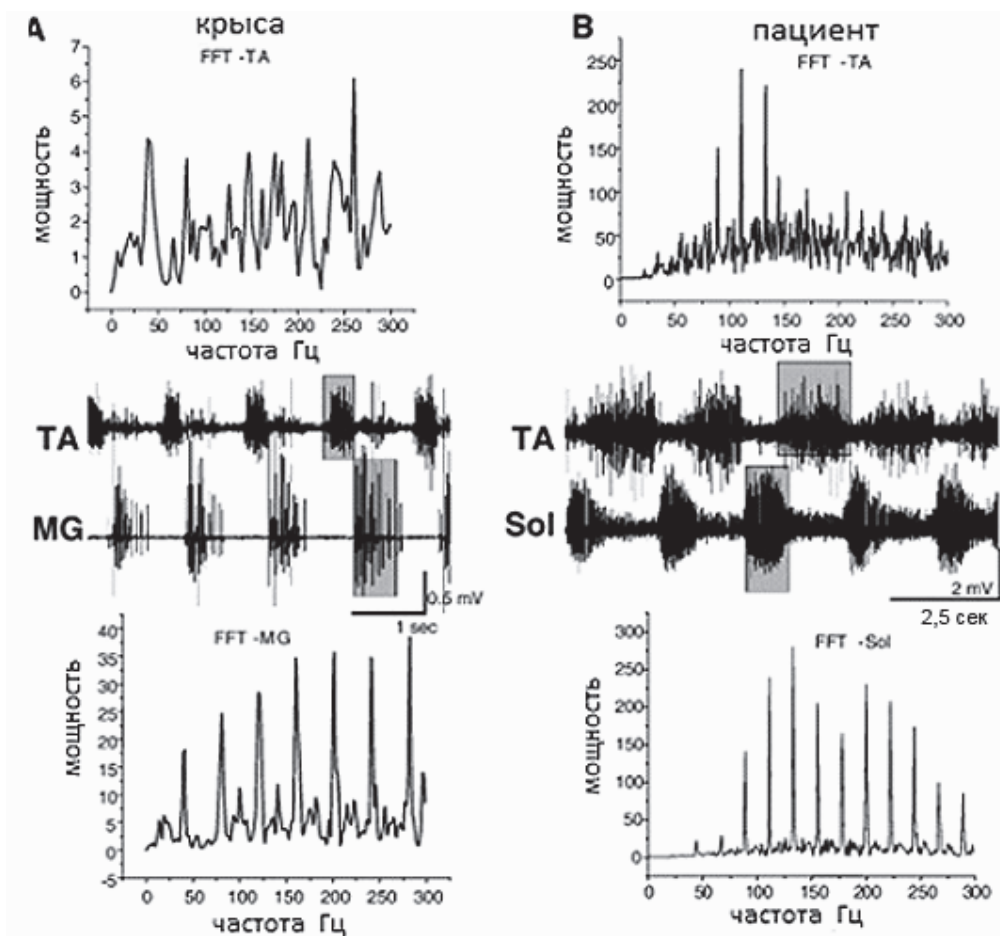 A
крыса
FFT -TA
7
6
5
4
3
2
1
0
мощность
0 50 100 150 200 250 300
частота Гц
TA
MG
0.5 mV
1 sec
FFT -MG
40
35
30
25
20
15
10
5
0
-5
мощность
0 50 100 150 200 250 300
частота Гц
B
пациент
FFT -TA
250
200
150
100
50
0
мощность
0 50 100 150 200 250 300
частота Гц
TA
Sol
2 mV
2,5 сек
FFT -Sol
300
250
200
150
100
50
0
мощность
0 50 100 150 200 250 300
частота Гц